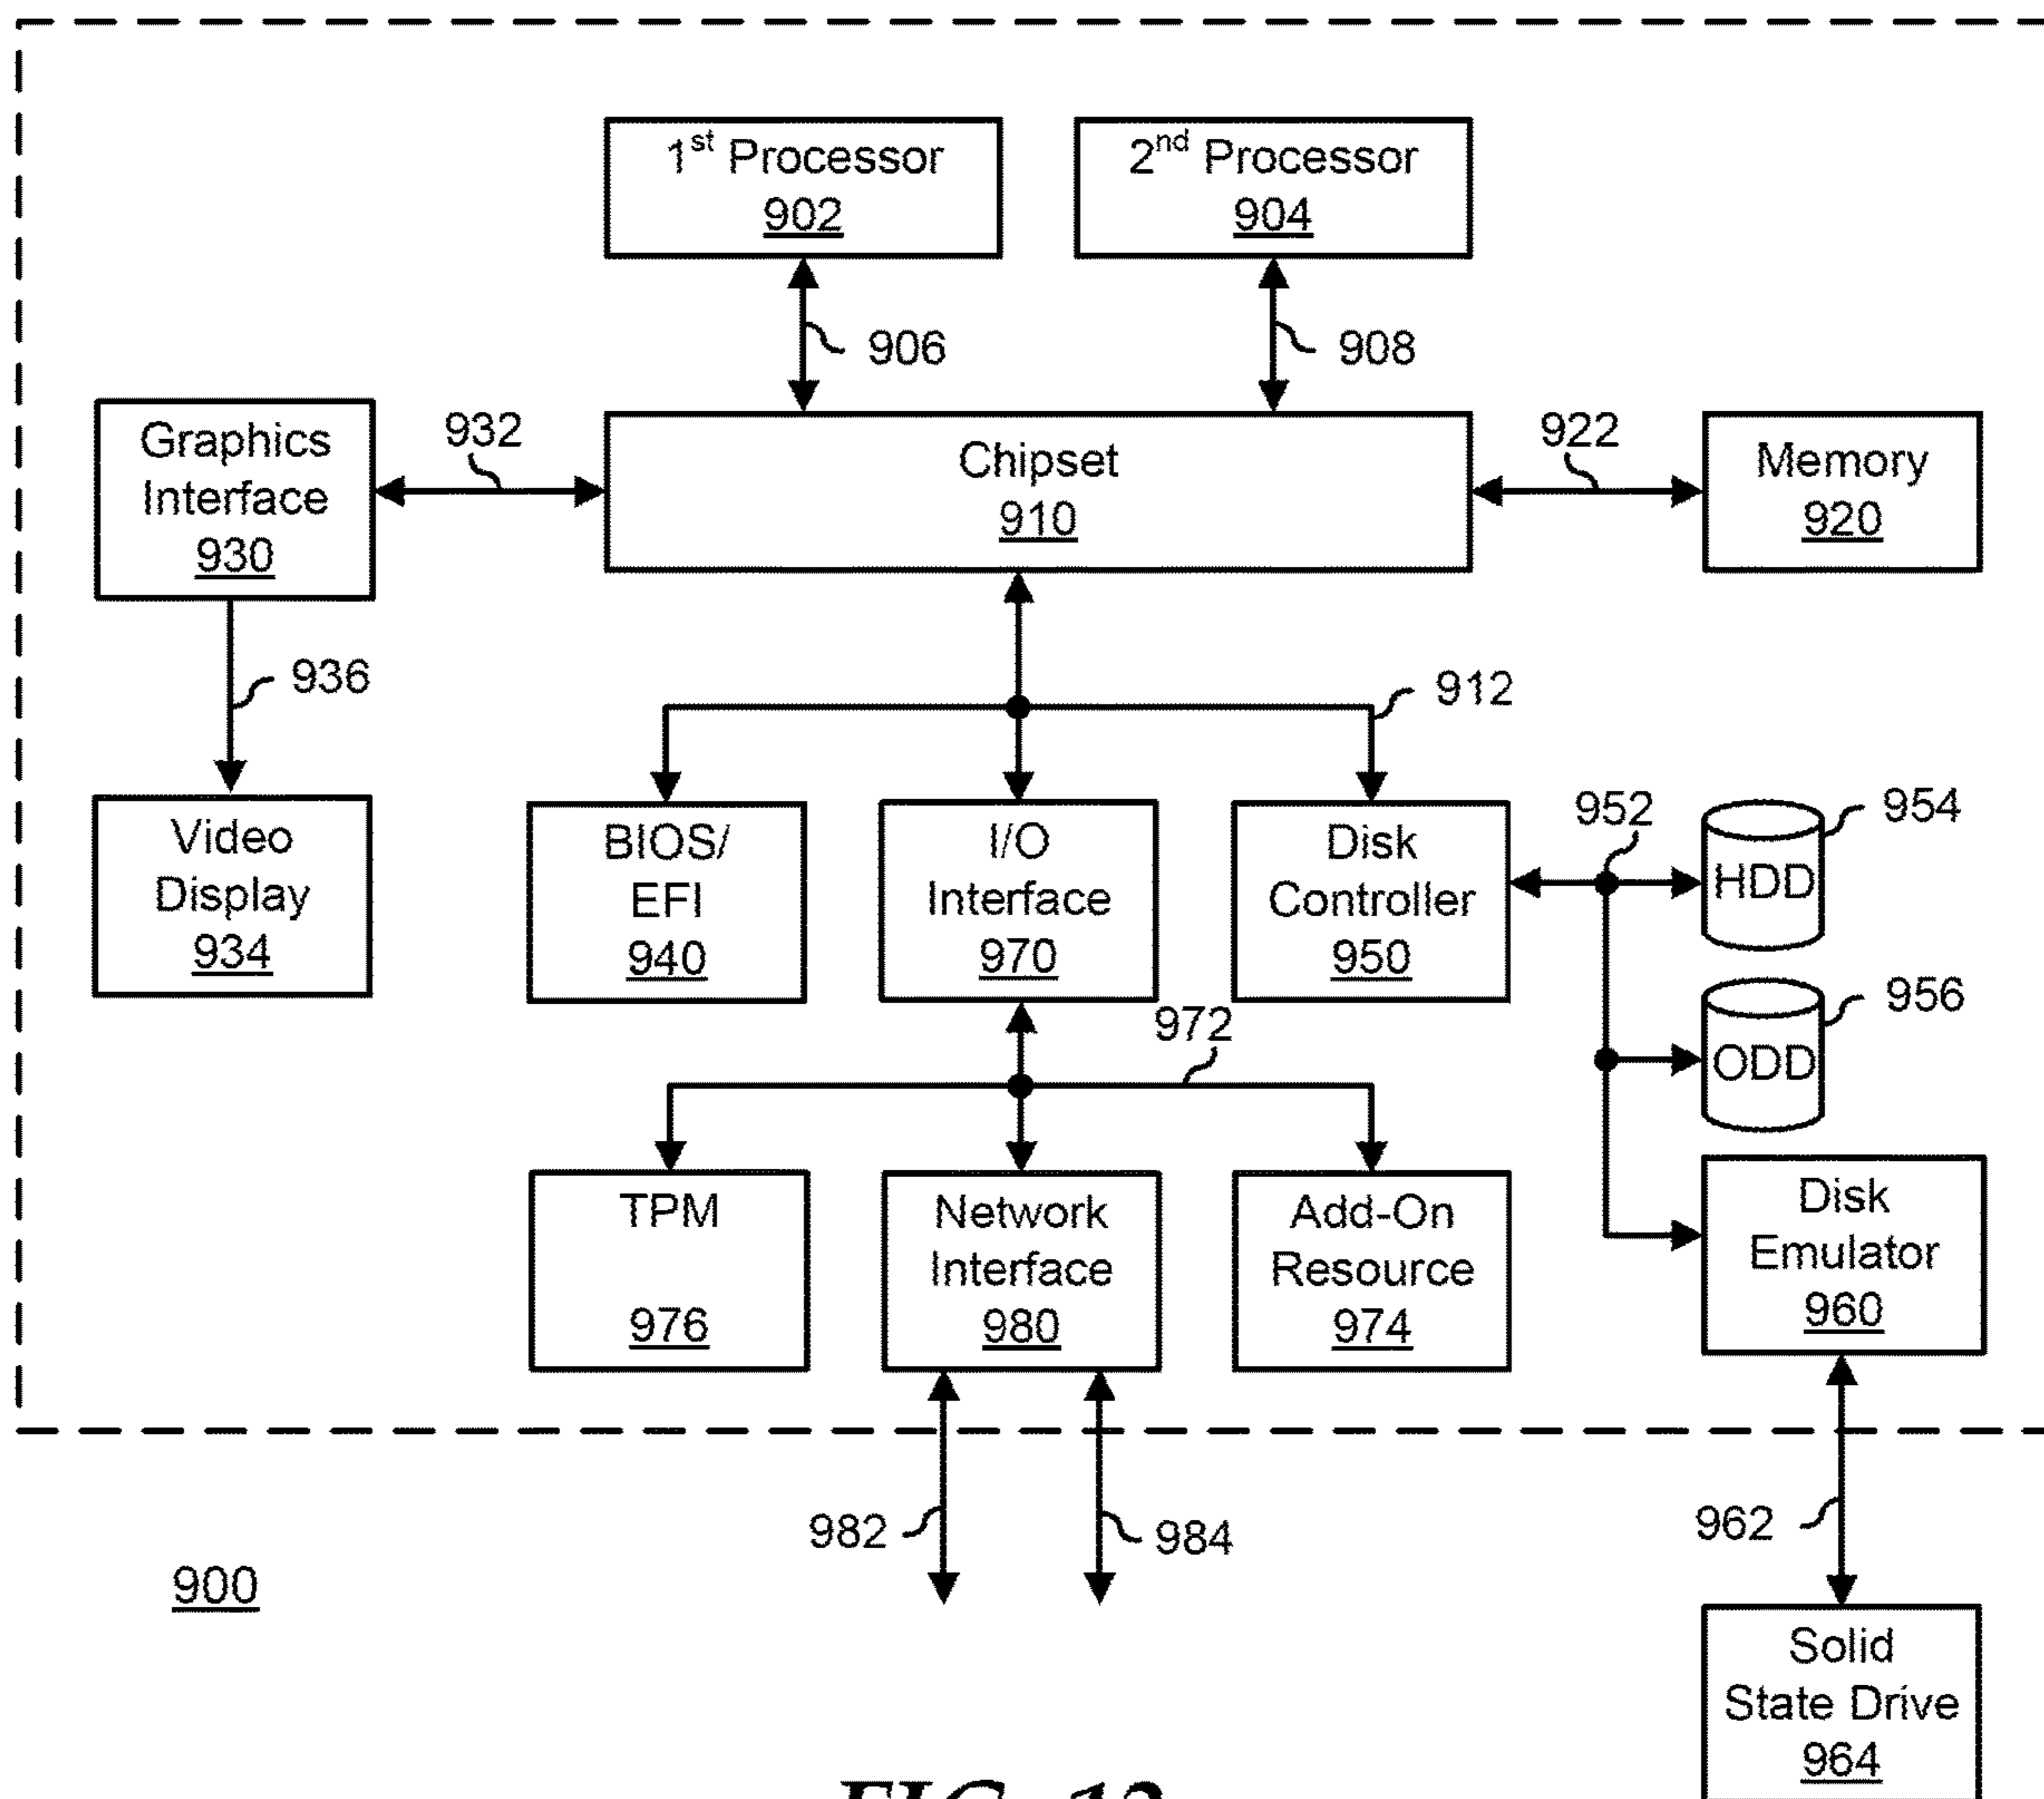 1st Processor
902
2nd Processor
904
906
908
Graphics
Interface
930
932
Chipset
910
922
Memory
920
936
912
Video
Display
934
BIOS/
EFI
940
I/O
Interface
970
Disk
Controller
950
952
HDD
954
ODD
956
972
TPM
976
Network
Interface
980
Add-On
Resource
974
Disk
Emulator
960
982
984
962
900
Solid
State Drive
964